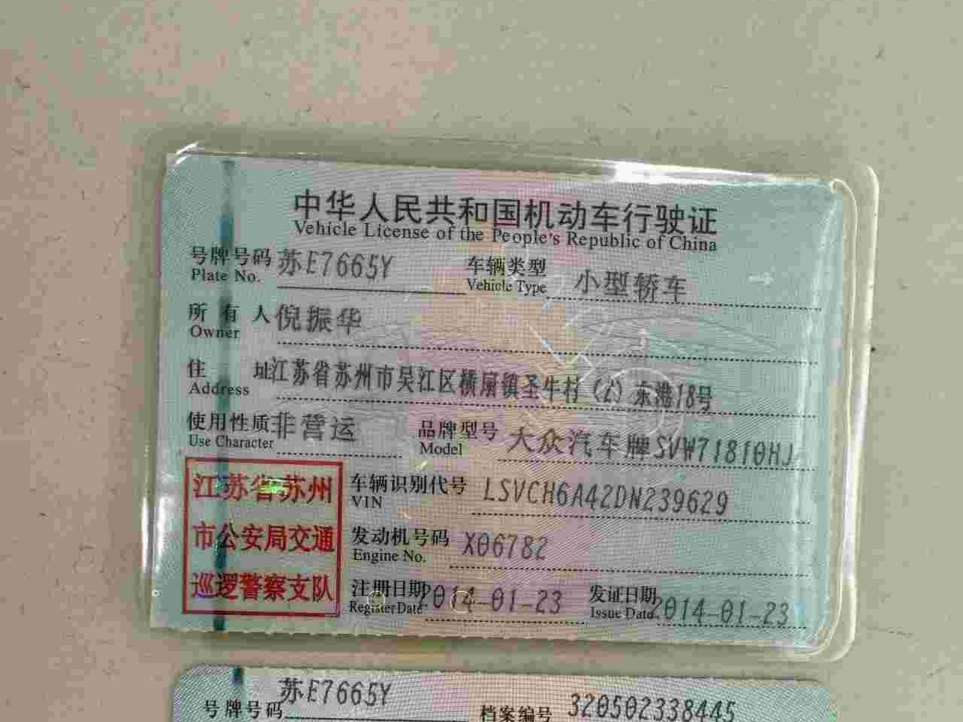 中华人民共和国机动车行驶证
Vehicle License of the People's Republic of China
号牌号码 苏E7665Y 车辆类型 小型轿车
Plate No. Vehicle Type
所有人 倪振华
Owner
住址 江苏省苏州市吴江区横扇镇圣牛村(2)东港18号
Address
使用性质 非营运 品牌型号 大众汽车牌SVW71810HJ
Use Character Model
江苏省苏州
市公安局交通
巡逻警察支队
车辆识别代号 LSVCH6A42DN239629
VIN
发动机号码 X06782
Engine No.
注册日期 2014-01-23 发证日期 2014-01-23
Register Date Issue Date
号牌号码 苏E7665Y 档案编号 320502338445